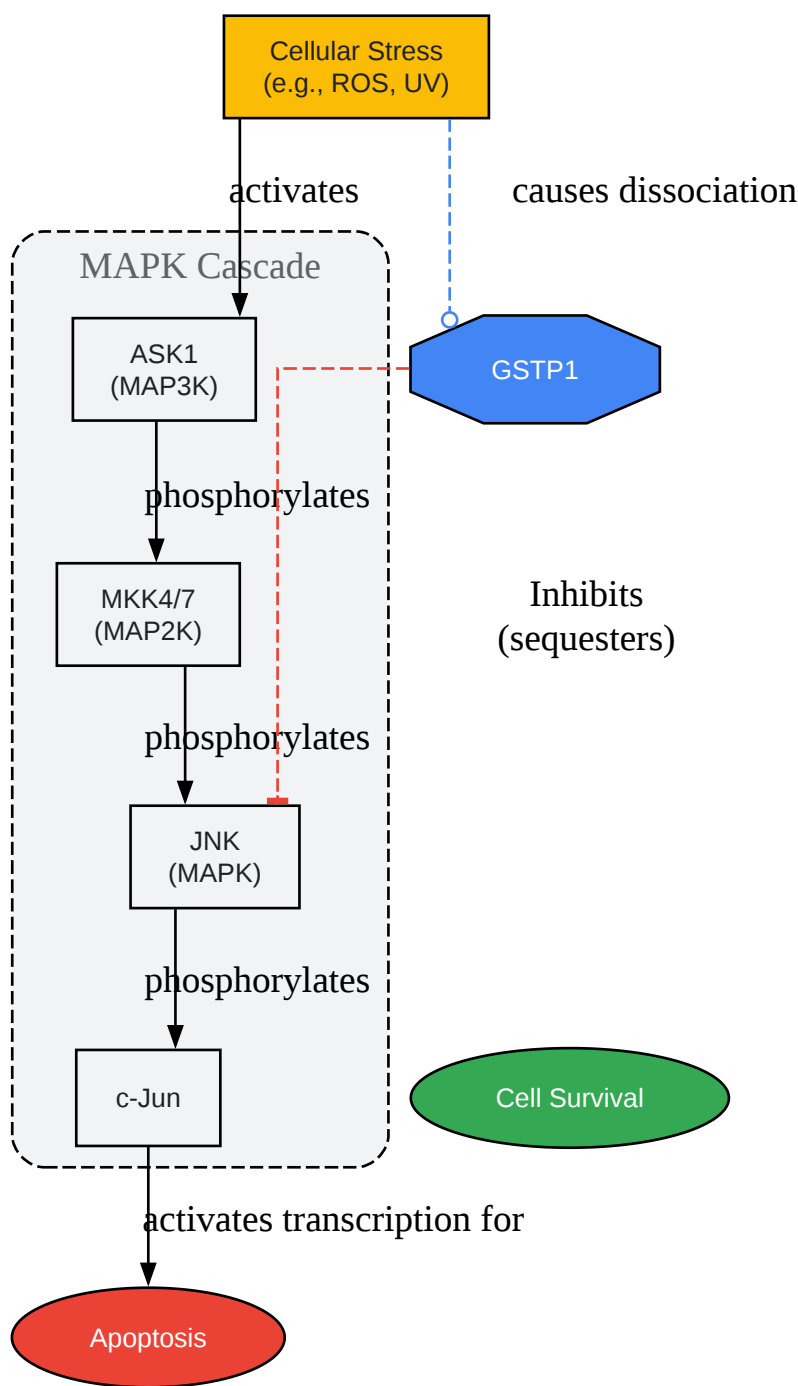 Cellular Stress
(e.g., ROS, UV)
activates
causes dissociation
MAPK Cascade
ASK1
(MAP3K)
GSTP1
phosphorylates
MKK4/7
(MAP2K)
Inhibits
(sequesters)
phosphorylates
JNK
(MAPK)
phosphorylates
c-Jun
Cell Survival
activates transcription for
Apoptosis